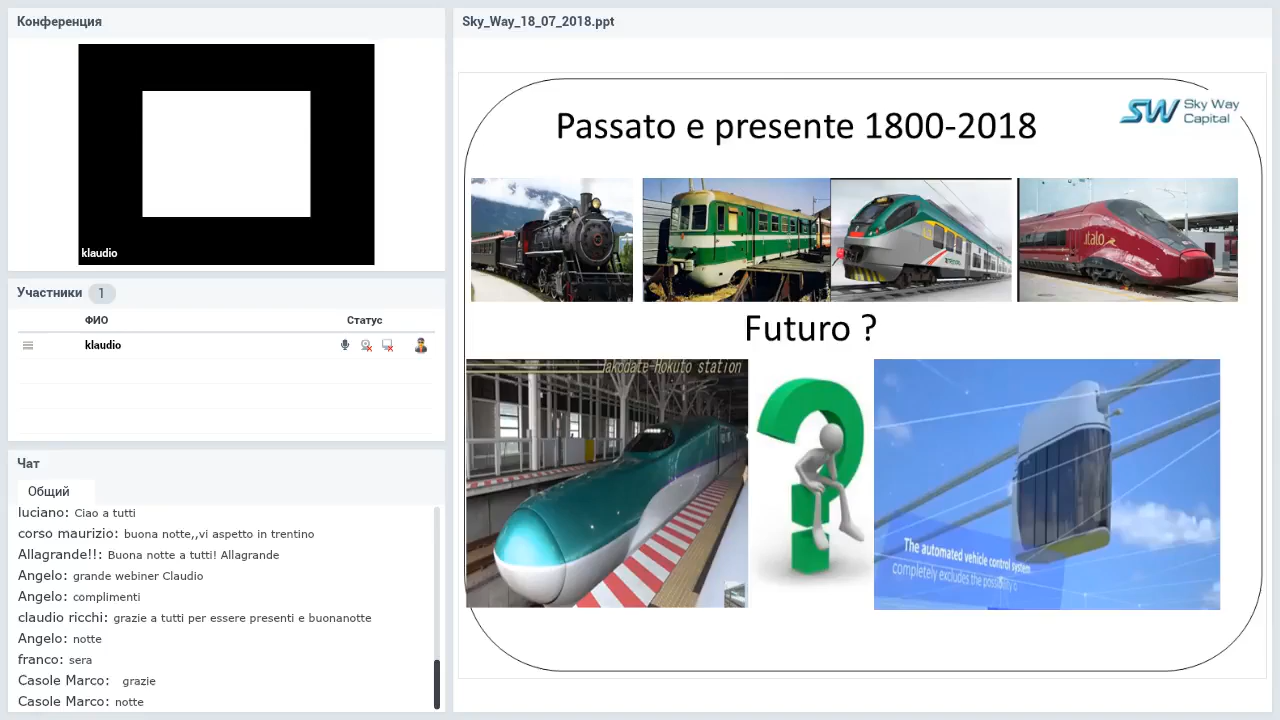 Конференция
klaudio
Участники 1
ФИО Статус
klaudio
Чат
Общий
luciano: Ciao a tutti
corso maurizio: buona notte,,vi aspetto in trentino
Allagrande!!: Buona notte a tutti! Allagrande
Angelo: grande webiner Claudio
Angelo: complimenti
claudio ricchi: grazie a tutti per essere presenti e buonanotte
Angelo: notte
franco: sera
Casole Marco: grazie
Casole Marco: notte
Sky_Way_18_07_2018.ppt
Passato e presente 1800-2018
SW Sky Way
Capital
italo
Futuro ?
Hakodate-Hokuto station
The automated vehicle control system
completely excludes the possibility